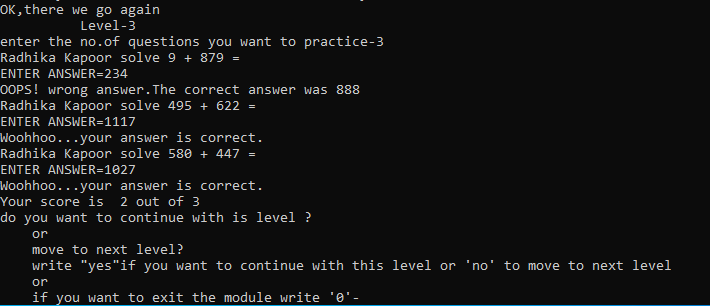 OK,there we go again
Level-3
enter the no.of questions you want to practice-3
Radhika Kapoor solve 9 + 879 =
ENTER ANSWER=234
OOPS! wrong answer.The correct answer was 888
Radhika Kapoor solve 495 + 622 =
ENTER ANSWER=1117
Woohhoo...your answer is correct.
Radhika Kapoor solve 580 + 447 =
ENTER ANSWER=1027
Woohhoo...your answer is correct.
Your score is  2 out of 3
do you want to continue with is level ?
or
move to next level?
write "yes"if you want to continue with this level or 'no' to move to next level
or
if you want to exit the module write '0'-